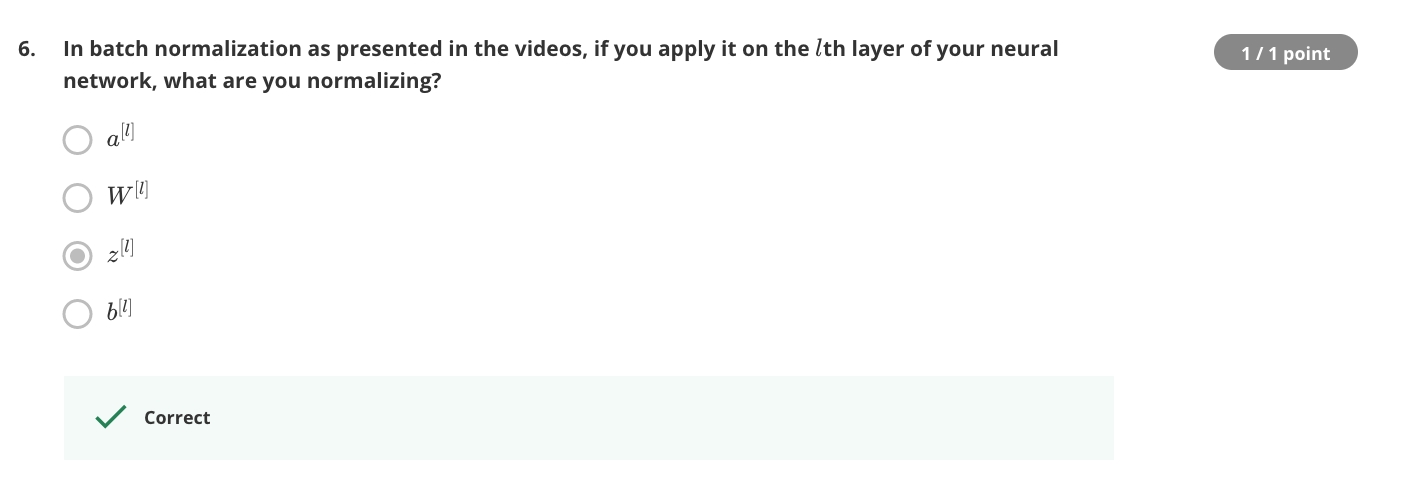 6. In batch normalization as presented in the videos, if you apply it on the lth layer of your neural
network, what are you normalizing?
1 / 1 point
a^[l]
W^[l]
z^[l]
b^[l]
Correct